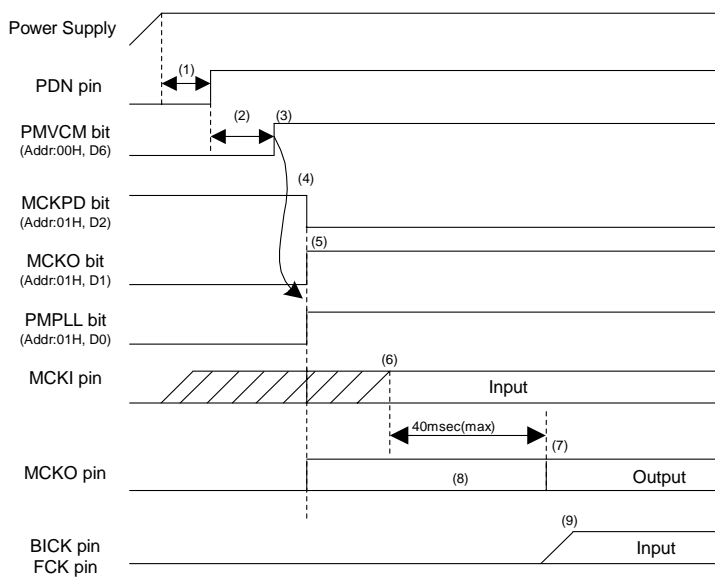 Power Supply
(1)
PDN pin
(2)
(3)
PMVCM bit
(Addr:00H, D6)
(4)
MCKPD bit
(Addr:01H, D2)
(5)
MCKO bit
(Addr:01H, D1)
PMPLL bit
(Addr:01H, D0)
(6)
MCKI pin
Input
40msec(max)
(7)
MCKO pin
(8)
Output
(9)
BICK pin
FCK pin
Input